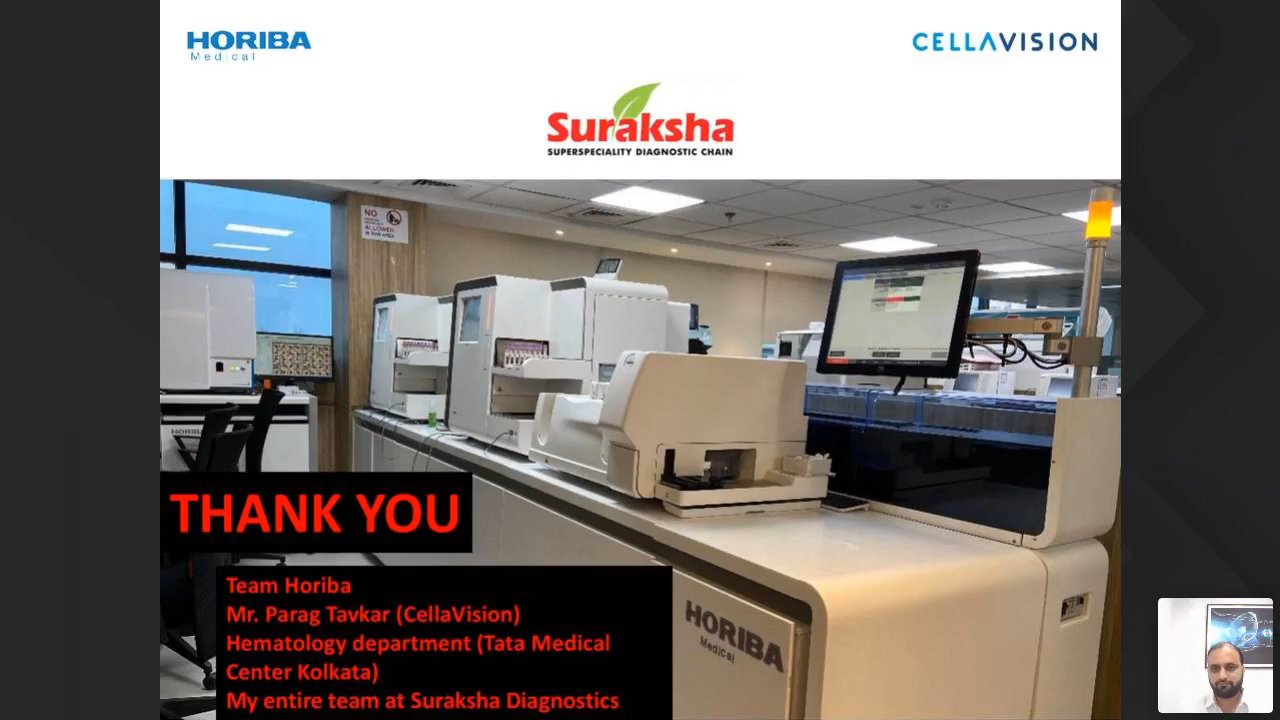 HORIBA
Medical
CELLAVISION
Suraksha
SUPERSPECIALITY DIAGNOSTIC CHAIN
NO
ALLOWED
HORIBA
THANK YOU
Team Horiba
Mr. Parag Tavkar (CellaVision)
Hematology department (Tata Medical
Center Kolkata)
My entire team at Suraksha Diagnostics
HORIBA
Medical